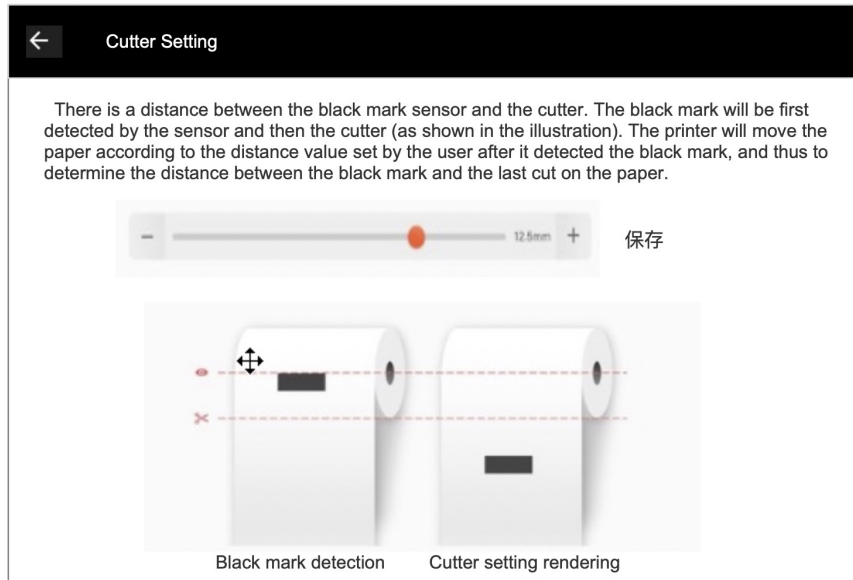 Cutter Setting
There is a distance between the black mark sensor and the cutter. The black mark will be first
detected by the sensor and then the cutter (as shown in the illustration). The printer will move the
paper according to the distance value set by the user after it detected the black mark, and thus to
determine the distance between the black mark and the last cut on the paper.
− 12.5mm + 保存
Black mark detection Cutter setting rendering